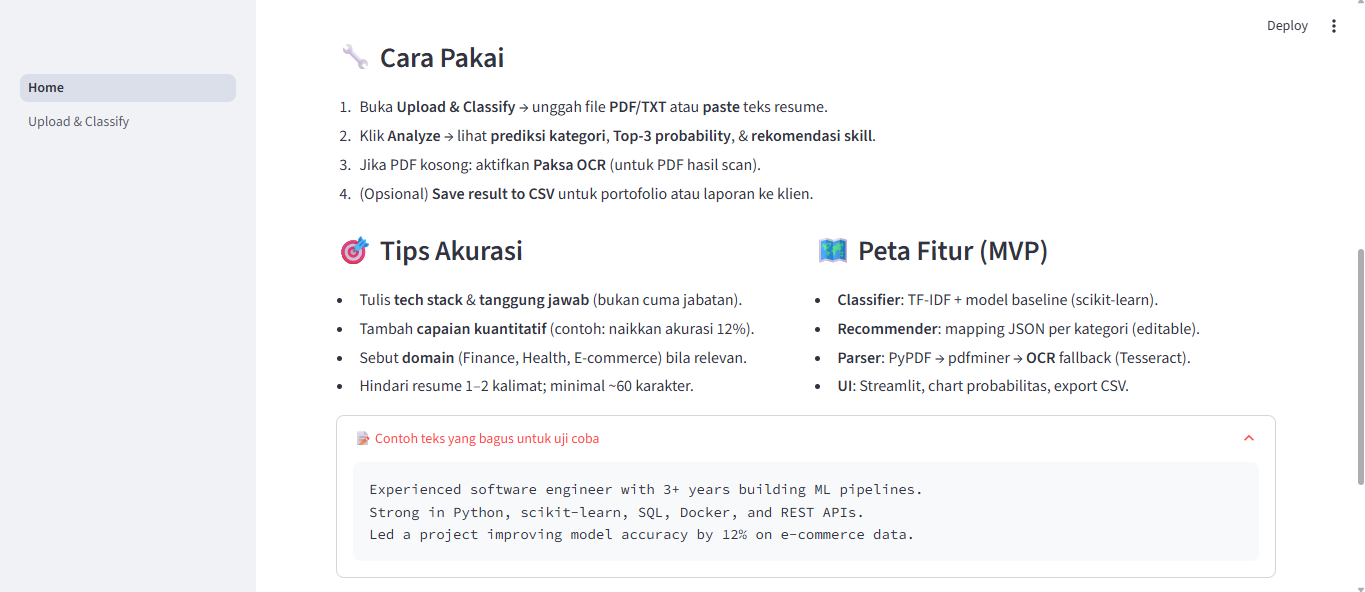 Deploy
Home
Upload & Classify
Cara Pakai
1. Buka Upload & Classify → unggah file PDF/TXT atau paste teks resume.
2. Klik Analyze → lihat prediksi kategori, Top-3 probability, & rekomendasi skill.
3. Jika PDF kosong: aktifkan Paksa OCR (untuk PDF hasil scan).
4. (Opsional) Save result to CSV untuk portofolio atau laporan ke klien.
Tips Akurasi
• Tulis tech stack & tanggung jawab (bukan cuma jabatan).
• Tambah capaian kuantitatif (contoh: naikkan akurasi 12%).
• Sebut domain (Finance, Health, E-commerce) bila relevan.
• Hindari resume 1–2 kalimat; minimal ~60 karakter.
Peta Fitur (MVP)
• Classifier: TF-IDF + model baseline (scikit-learn).
• Recommender: mapping JSON per kategori (editable).
• Parser: PyPDF → pdfminer → OCR fallback (Tesseract).
• UI: Streamlit, chart probabilitas, export CSV.
Contoh teks yang bagus untuk uji coba
Experienced software engineer with 3+ years building ML pipelines.
Strong in Python, scikit-learn, SQL, Docker, and REST APIs.
Led a project improving model accuracy by 12% on e-commerce data.